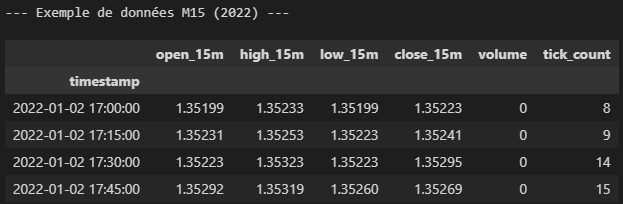 --- Exemple de données M15 (2022) ---
open_15m high_15m low_15m close_15m volume tick_count
timestamp
2022-01-02 17:00:00 1.35199 1.35233 1.35199 1.35223 0 8
2022-01-02 17:15:00 1.35231 1.35253 1.35223 1.35241 0 9
2022-01-02 17:30:00 1.35223 1.35323 1.35223 1.35295 0 14
2022-01-02 17:45:00 1.35292 1.35319 1.35260 1.35269 0 15